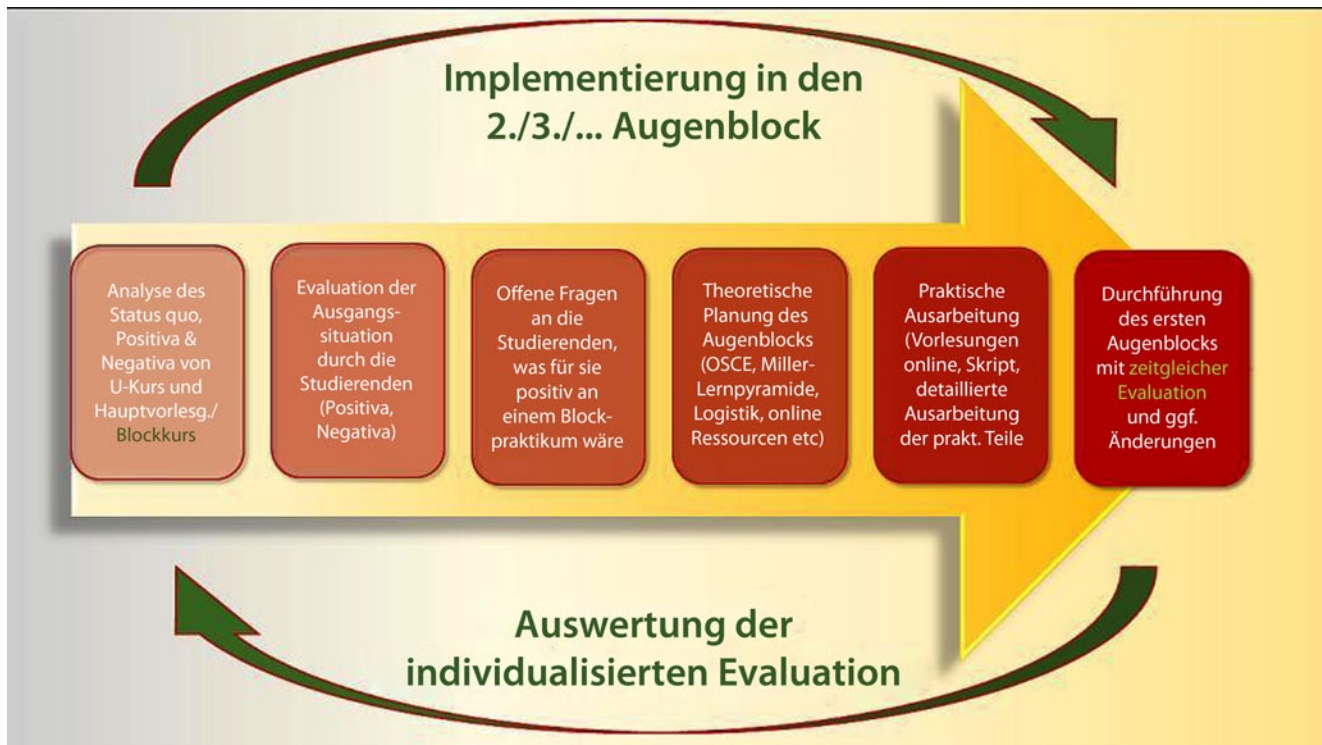 Implementierung in den
2./3./... Augenblock
Analyse des
Status quo,
Positiva &
Negativa von
U-Kurs und
Hauptvorlesg./
Blockkurs
Evaluation der
Ausgangs-
situation
durch die
Studierenden
(Positiva,
Negativa)
Offene Fragen
an die
Studierenden,
was für sie
positiv an
einem Block-
praktikum wäre
Theoretische
Planung des
Augenblocks
(OSCE, Miller-
Lernpyramide,
Logistik, online
Ressourcen etc)
Praktische
Ausarbeitung
(Vorlesungen
online, Skript,
detaillierte
Ausarbeitung
der prakt. Teile
Durchführung
des ersten
Augenblocks
mit zeitgleicher
Evaluation
und ggf.
Änderungen
Auswertung der
individualisierten Evaluation